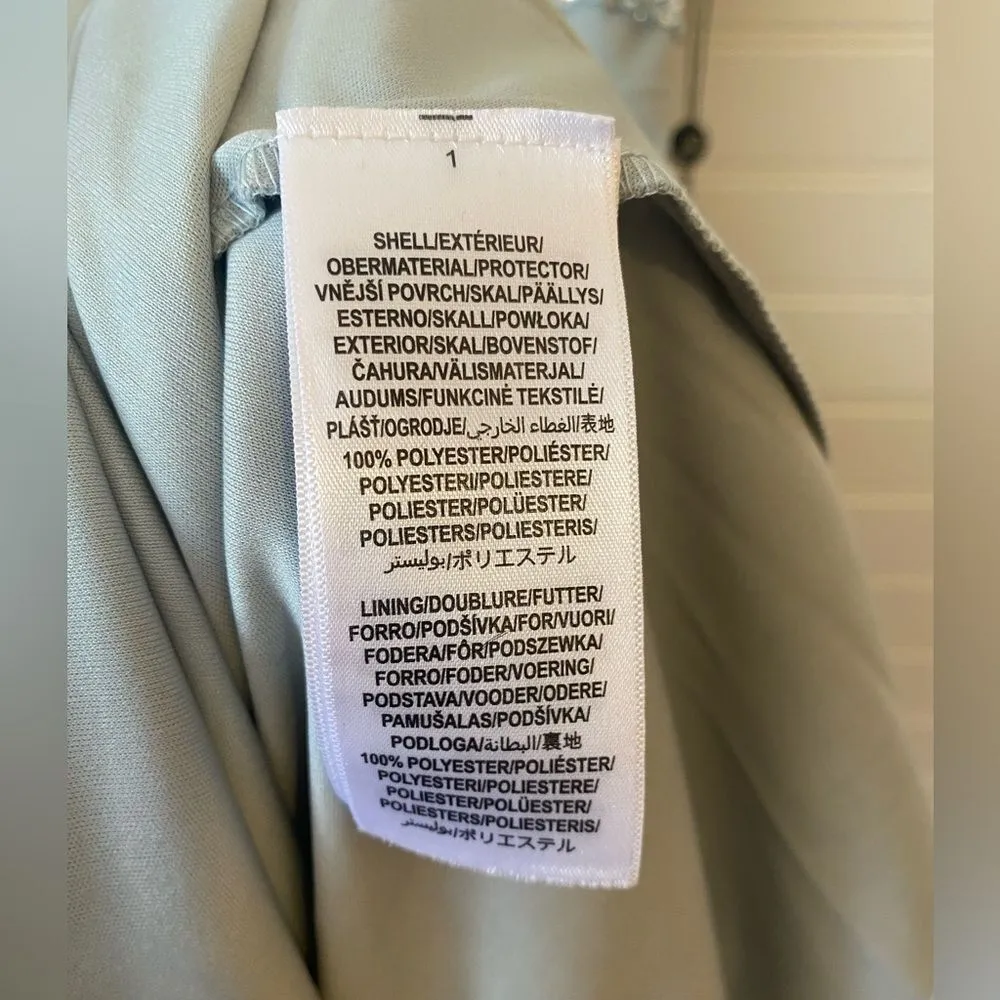 1
SHELL/EXTÉRIEUR/
OBERMATERIAL/PROTECTOR/
VNĚJŠÍ POVRCH/SKAL/PÄÄLLYS/
ESTERNO/SKALL/POWŁOKA/
EXTERIOR/SKAL/BOVENSTOF/
ČAHURA/VÄLISMATERJAL/
AUDUMS/FUNKCINĖ TEKSTILĖ/
PLÁŠŤ/OGRODJE/الغطاء الخارجي/表地
100% POLYESTER/POLIÉSTER/
POLYESTERI/POLIESTERE/
POLIESTER/POLÜESTER/
POLIESTERS/POLIESTERIS/
بوليستر/ポリエステル
LINING/DOUBLURE/FUTTER/
FORRO/PODŠÍVKA/FOR/VUORI/
FODERA/FÔR/PODSZEWKA/
FORRO/FODER/VOERING/
PODSTAVA/VOODER/ODERE/
PAMUŠALAS/PODŠÍVKA/
PODLOGA/البطانة/裏地
100% POLYESTER/POLIÉSTER/
POLYESTERI/POLIESTERE/
POLIESTER/POLÜESTER/
POLIESTERS/POLIESTERIS/
بوليستر/ポリエステル